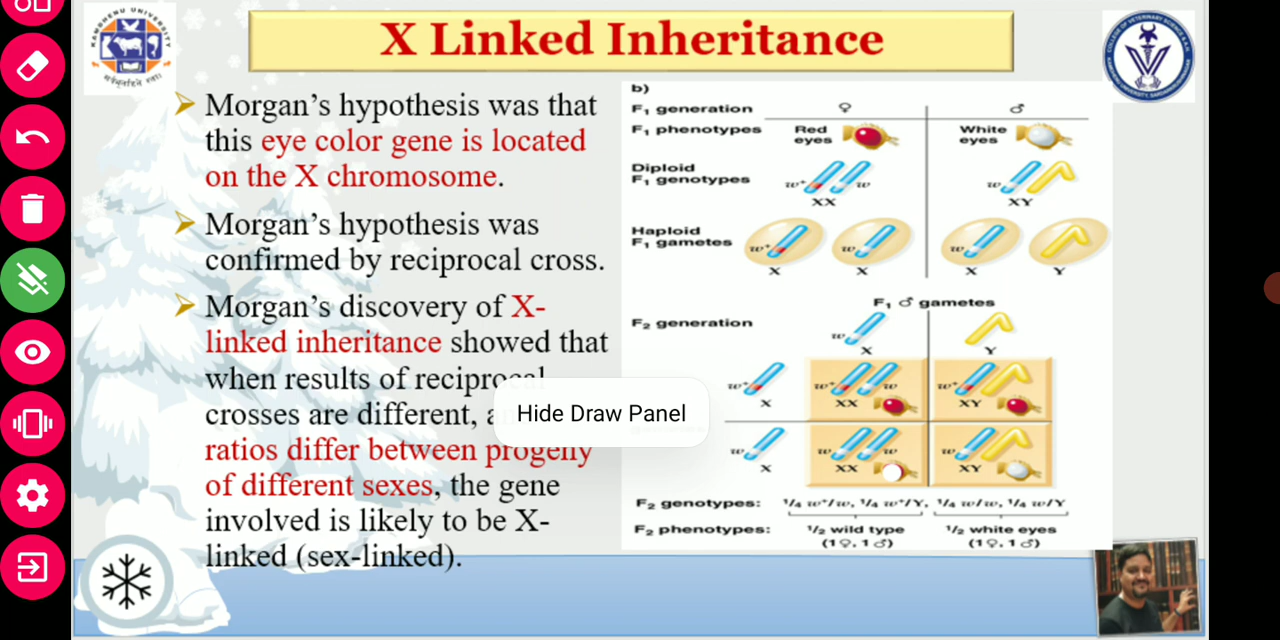 X Linked Inheritance
KAMDHENU UNIVERSITY
➤ Morgan's hypothesis was that
this eye color gene is located
on the X chromosome.
➤ Morgan's hypothesis was
confirmed by reciprocal cross.
➤ Morgan's discovery of X-
linked inheritance showed that
when results of reciprocal
crosses are different, a
ratios differ between progeny
of different sexes, the gene
involved is likely to be X-
linked (sex-linked).
Hide Draw Panel
b)
F₁ generation ♀ ♂
F₁ phenotypes Red eyes White eyes
Diploid
F₁ genotypes w⁺ w w
XX XY
Haploid
F₁ gametes w⁺ w w
X X X Y
F₁ ♂ gametes
F₂ generation w
X Y
w⁺ w⁺ w w⁺
X XX XY
w w w w
X XX XY
F₂ genotypes: ¼ w⁺/w, ¼ w⁺/Y, ¼ w/w, ¼ w/Y
F₂ phenotypes: ½ wild type ½ white eyes
(1♀, 1♂) (1♀, 1♂)